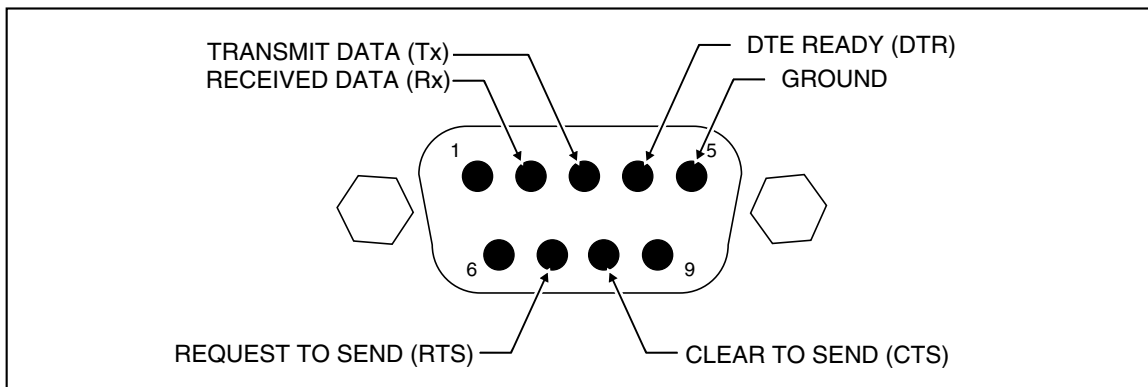 TRANSMIT DATA (Tx)
RECEIVED DATA (Rx)
DTE READY (DTR)
GROUND
1
5
6
9
REQUEST TO SEND (RTS)
CLEAR TO SEND (CTS)